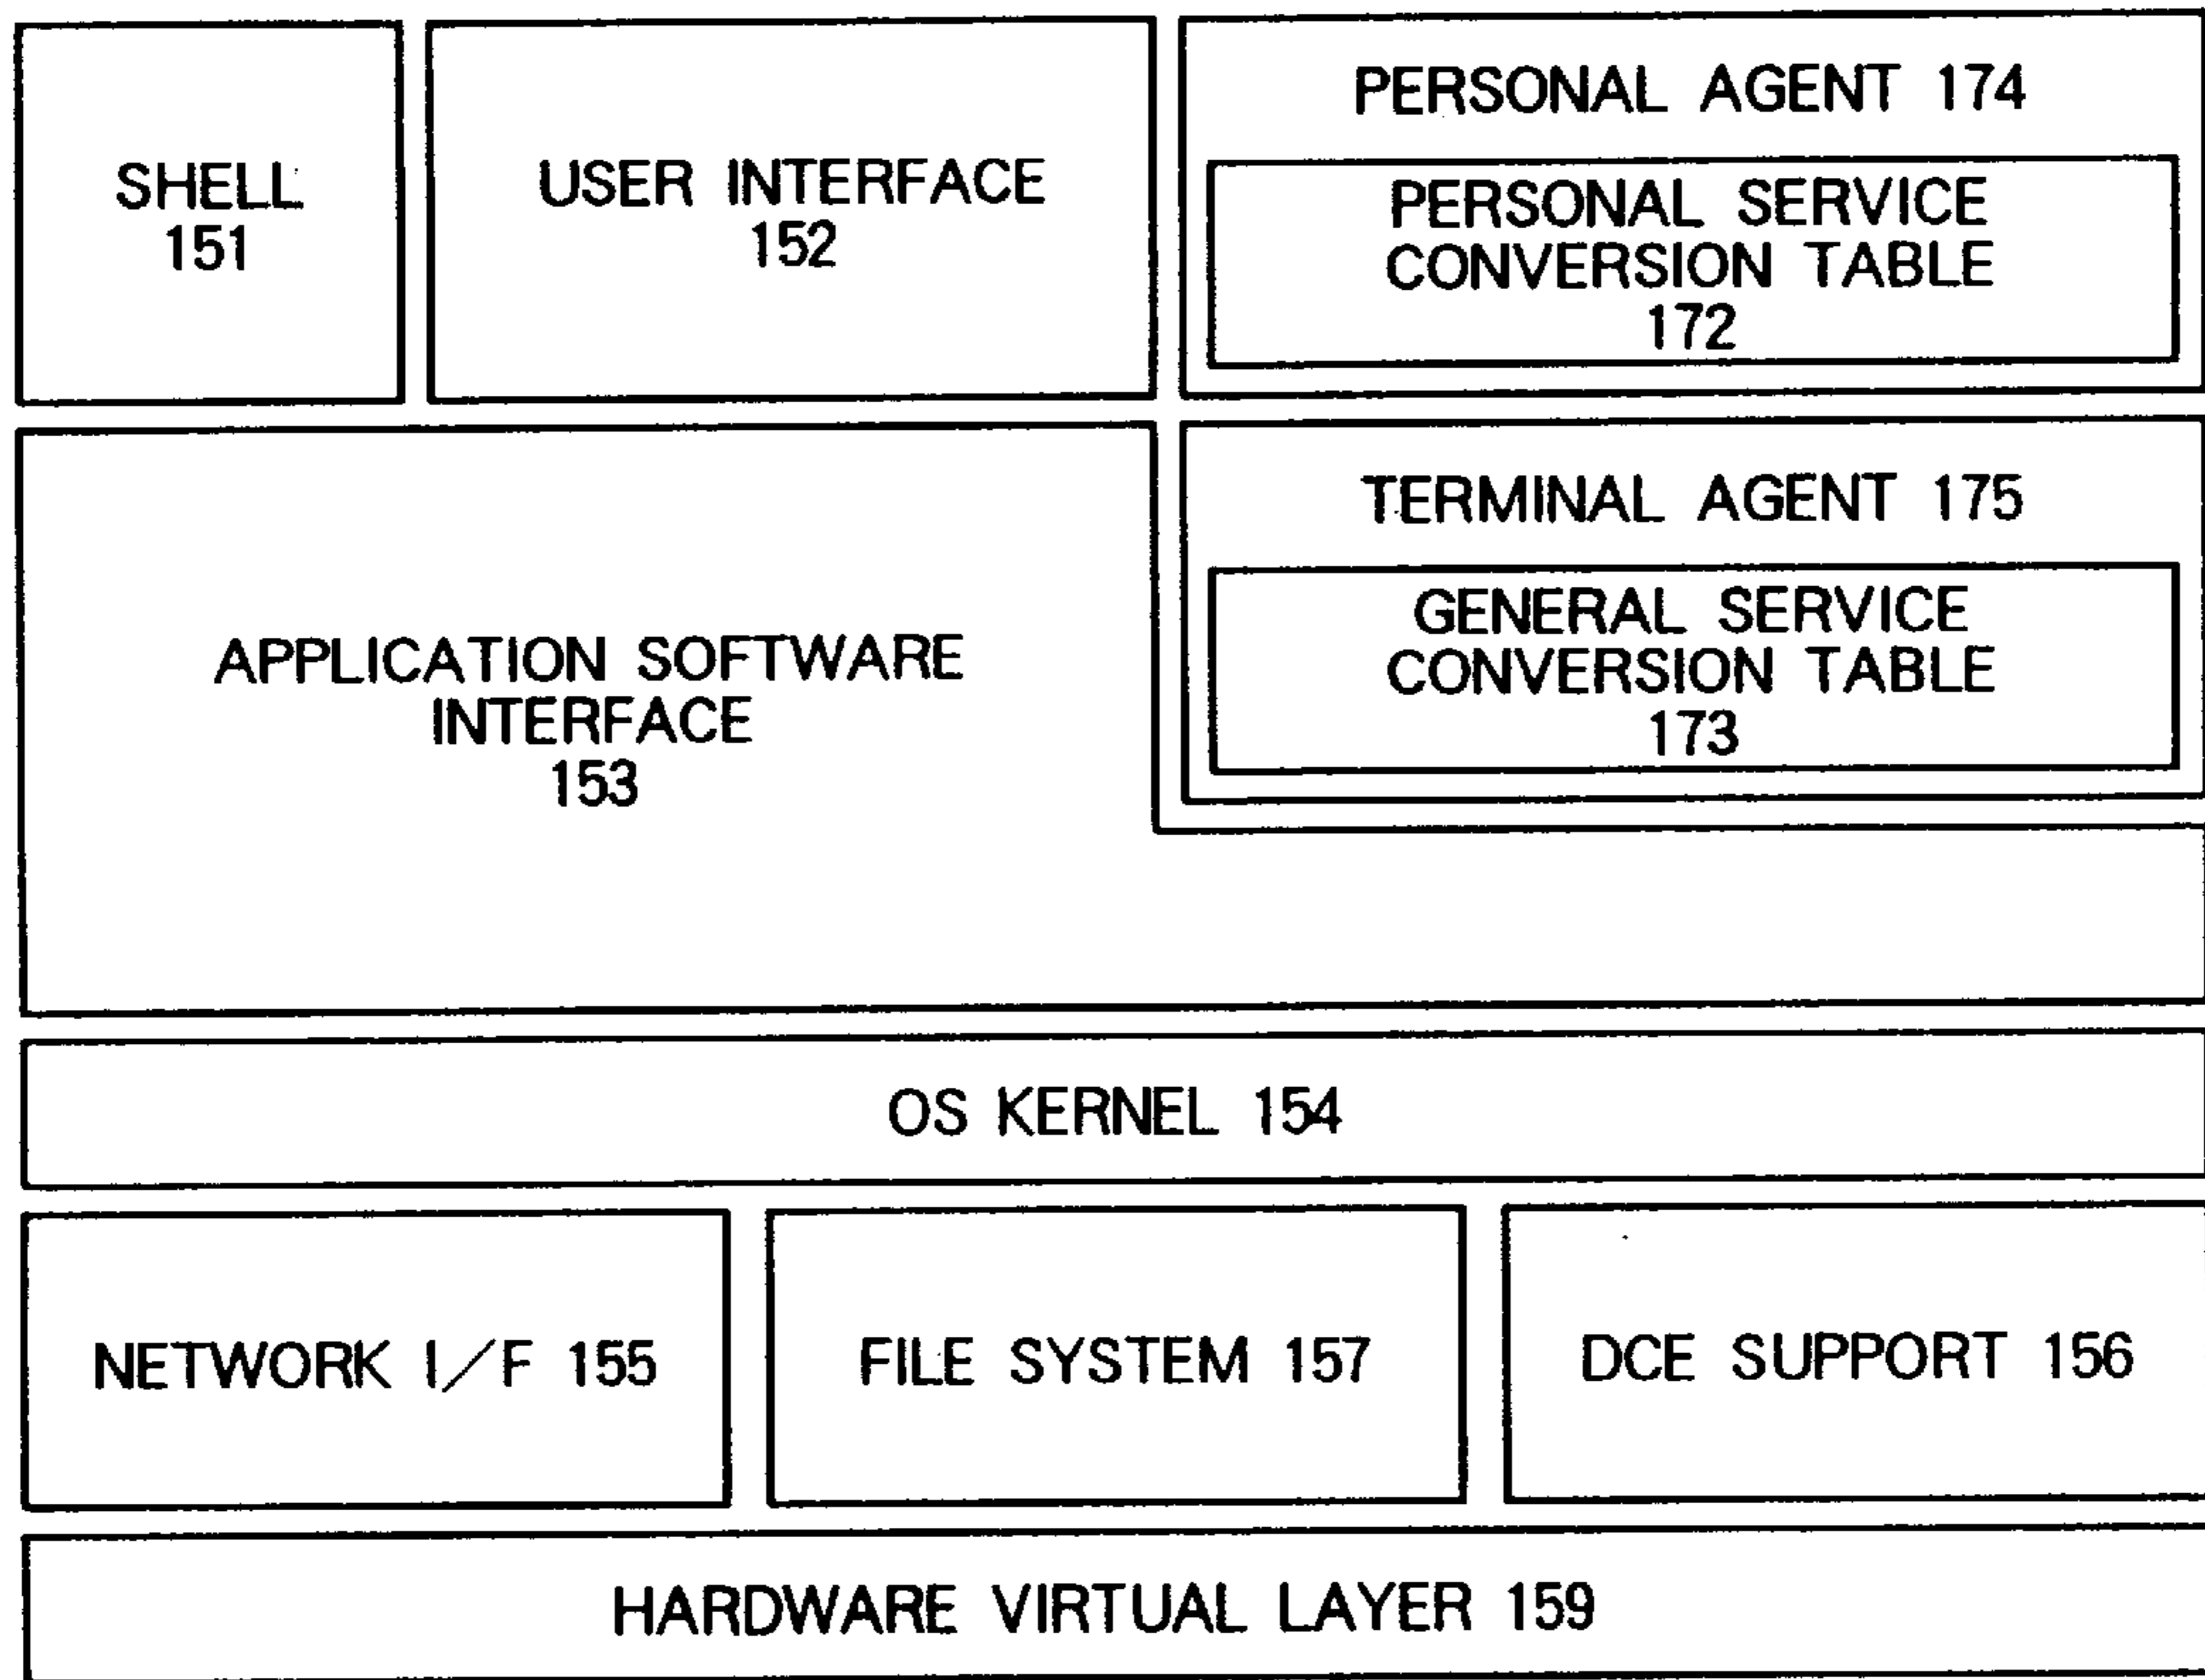 SHELL
151
USER INTERFACE
152
PERSONAL AGENT 174
PERSONAL SERVICE
CONVERSION TABLE
172
APPLICATION SOFTWARE
INTERFACE
153
TERMINAL AGENT 175
GENERAL SERVICE
CONVERSION TABLE
173
OS KERNEL 154
NETWORK I/F 155
FILE SYSTEM 157
DCE SUPPORT 156
HARDWARE VIRTUAL LAYER 159